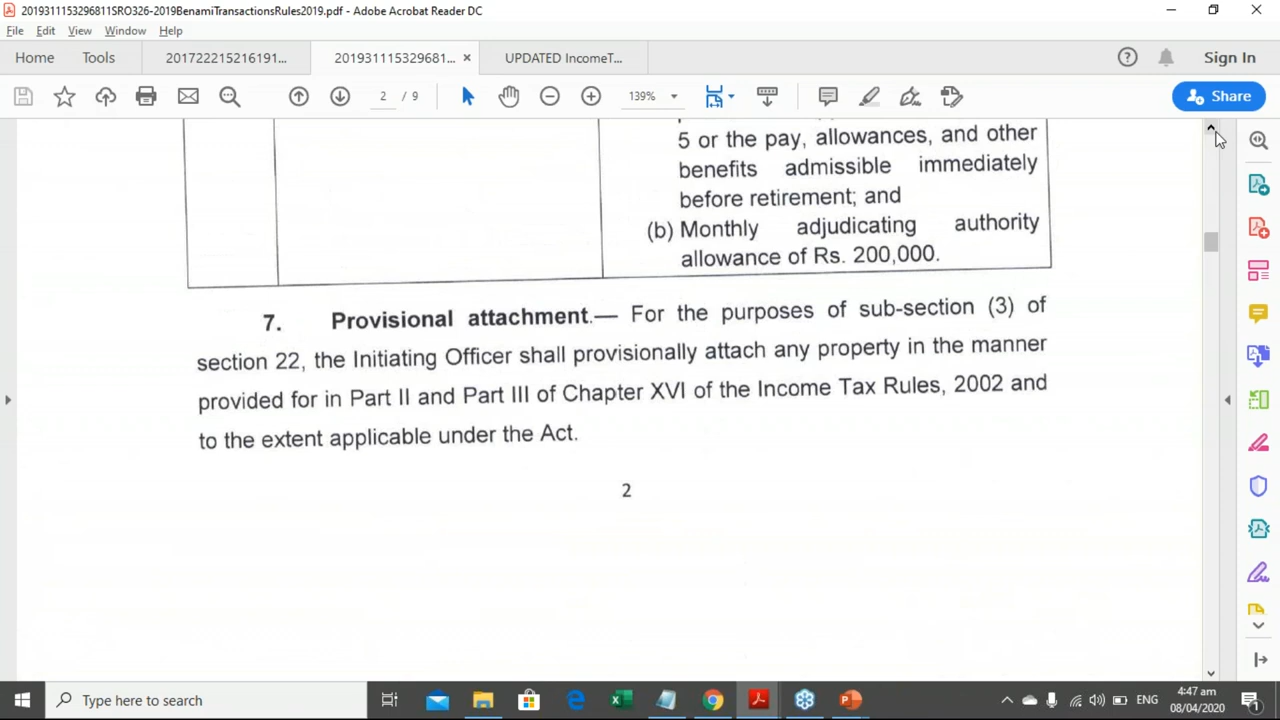 2019311153296811SRO326-2019BenamiTransactionsRules2019.pdf - Adobe Acrobat Reader DC
File Edit View Window Help
Home Tools 201722215216191... 201931115329681... × UPDATED IncomeT... Sign In
2 / 9 139% Share
5 or the pay, allowances, and other
benefits admissible immediately
before retirement; and
(b) Monthly adjudicating authority
allowance of Rs. 200,000.
7. Provisional attachment.— For the purposes of sub-section (3) of
section 22, the Initiating Officer shall provisionally attach any property in the manner
provided for in Part II and Part III of Chapter XVI of the Income Tax Rules, 2002 and
to the extent applicable under the Act.
2
Type here to search
ENG
4:47 am
08/04/2020
1